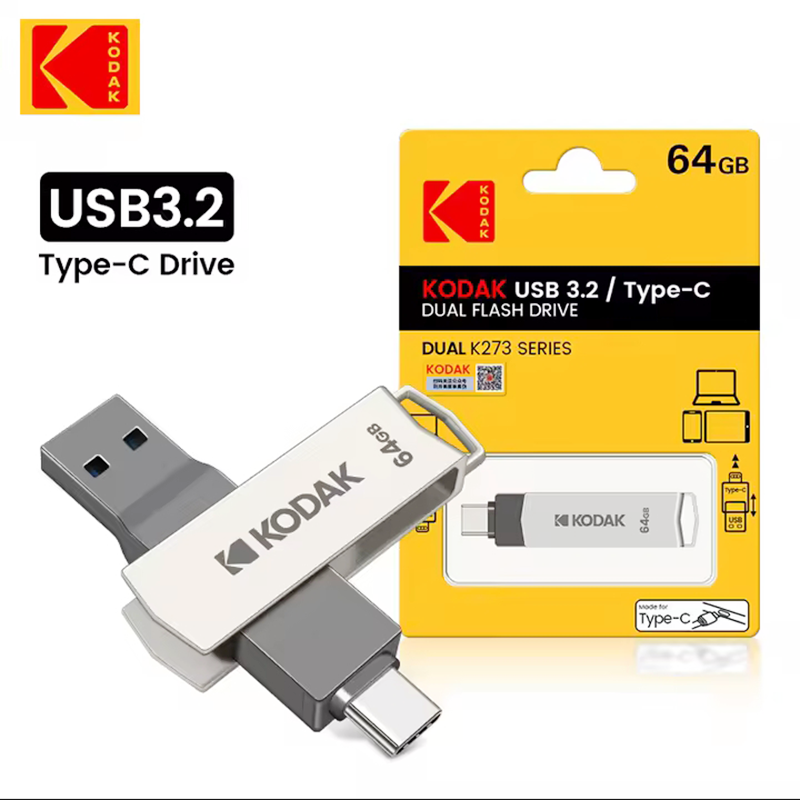 KODAK
USB3.2
Type-C Drive
64GB
KODAK
KODAK USB 3.2 / Type-C
DUAL FLASH DRIVE
DUAL K273 SERIES
KODAK
64GB
KODAK
type-c
USB
KODAK
64GB
Made for
Type-C